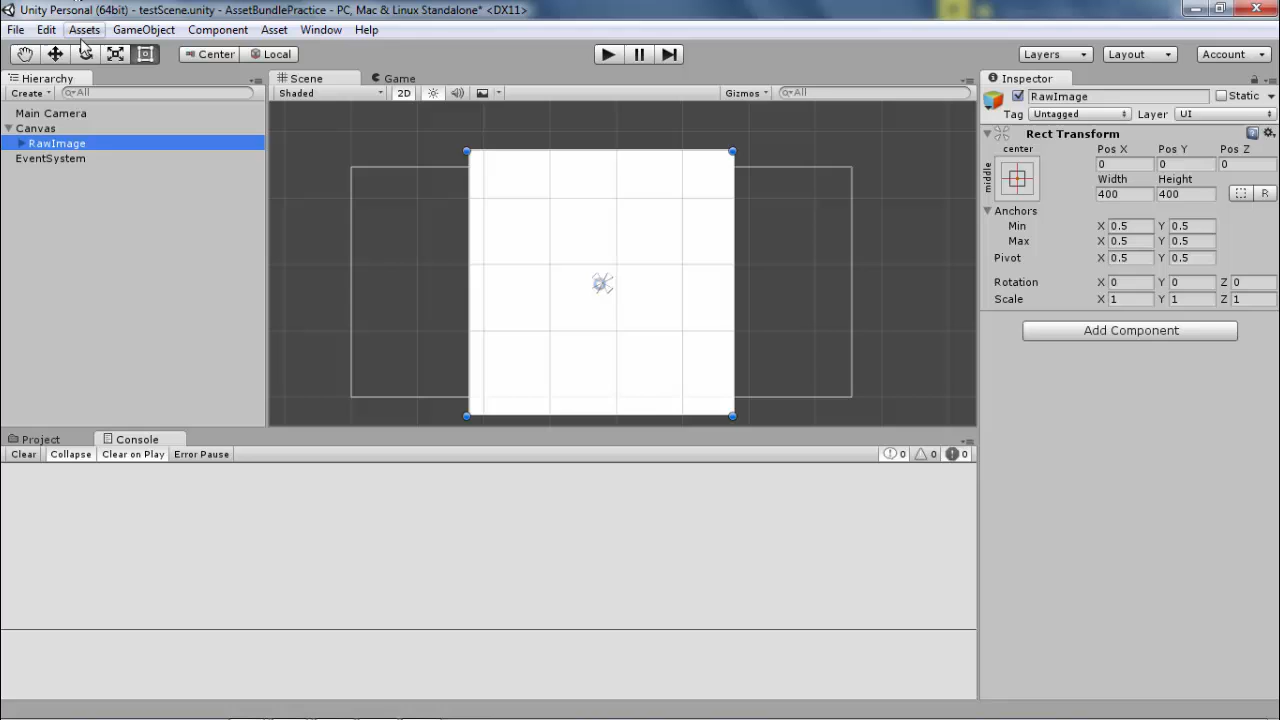 Unity Personal (64bit) - testScene.unity - AssetBundlePractice - PC, Mac & Linux Standalone* <DX11>
File Edit Assets GameObject Component Asset Window Help
Center Local Layers Layout Account
Hierarchy Scene Game Inspector
Create All Shaded 2D Gizmos All RawImage Static
Tag Untagged Layer UI
Main Camera
Canvas
RawImage
EventSystem
Rect Transform
center Pos X Pos Y Pos Z
middle 0 0 0
Width Height
400 400 R
Anchors
Min X 0.5 Y 0.5
Max X 0.5 Y 0.5
Pivot X 0.5 Y 0.5
Rotation X 0 Y 0 Z 0
Scale X 1 Y 1 Z 1
Add Component
Project Console
Clear Collapse Clear on Play Error Pause 0 0 0